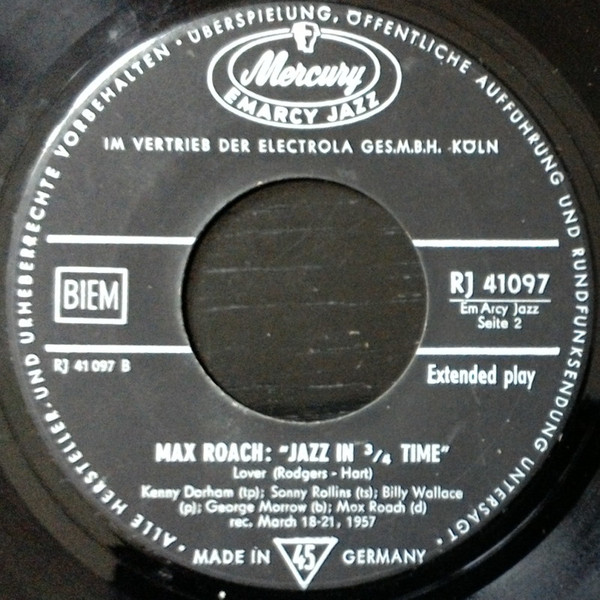 ALLE HERSTELLER- UND URHEBERRECHTE VORBEHALTEN • ÜBERSPIELUNG, ÖFFENTLICHE AUFFÜHRUNG UND RUNDFUNKSENDUNG UNTERSAGT •
Mercury
EMARCY JAZZ
IM VERTRIEB DER ELECTROLA GES.M.B.H. - KÖLN
BIEM
RJ 41097
EmArcy Jazz
Seite 2
RJ 41 097 B
Extended play
MAX ROACH: "JAZZ IN 3/4 TIME"
Lover (Rodgers - Hart)
Kenny Dorham (tp); Sonny Rollins (ts); Billy Wallace
(p); George Morrow (b); Max Roach (d)
rec. March 18-21, 1957
MADE IN 45 GERMANY